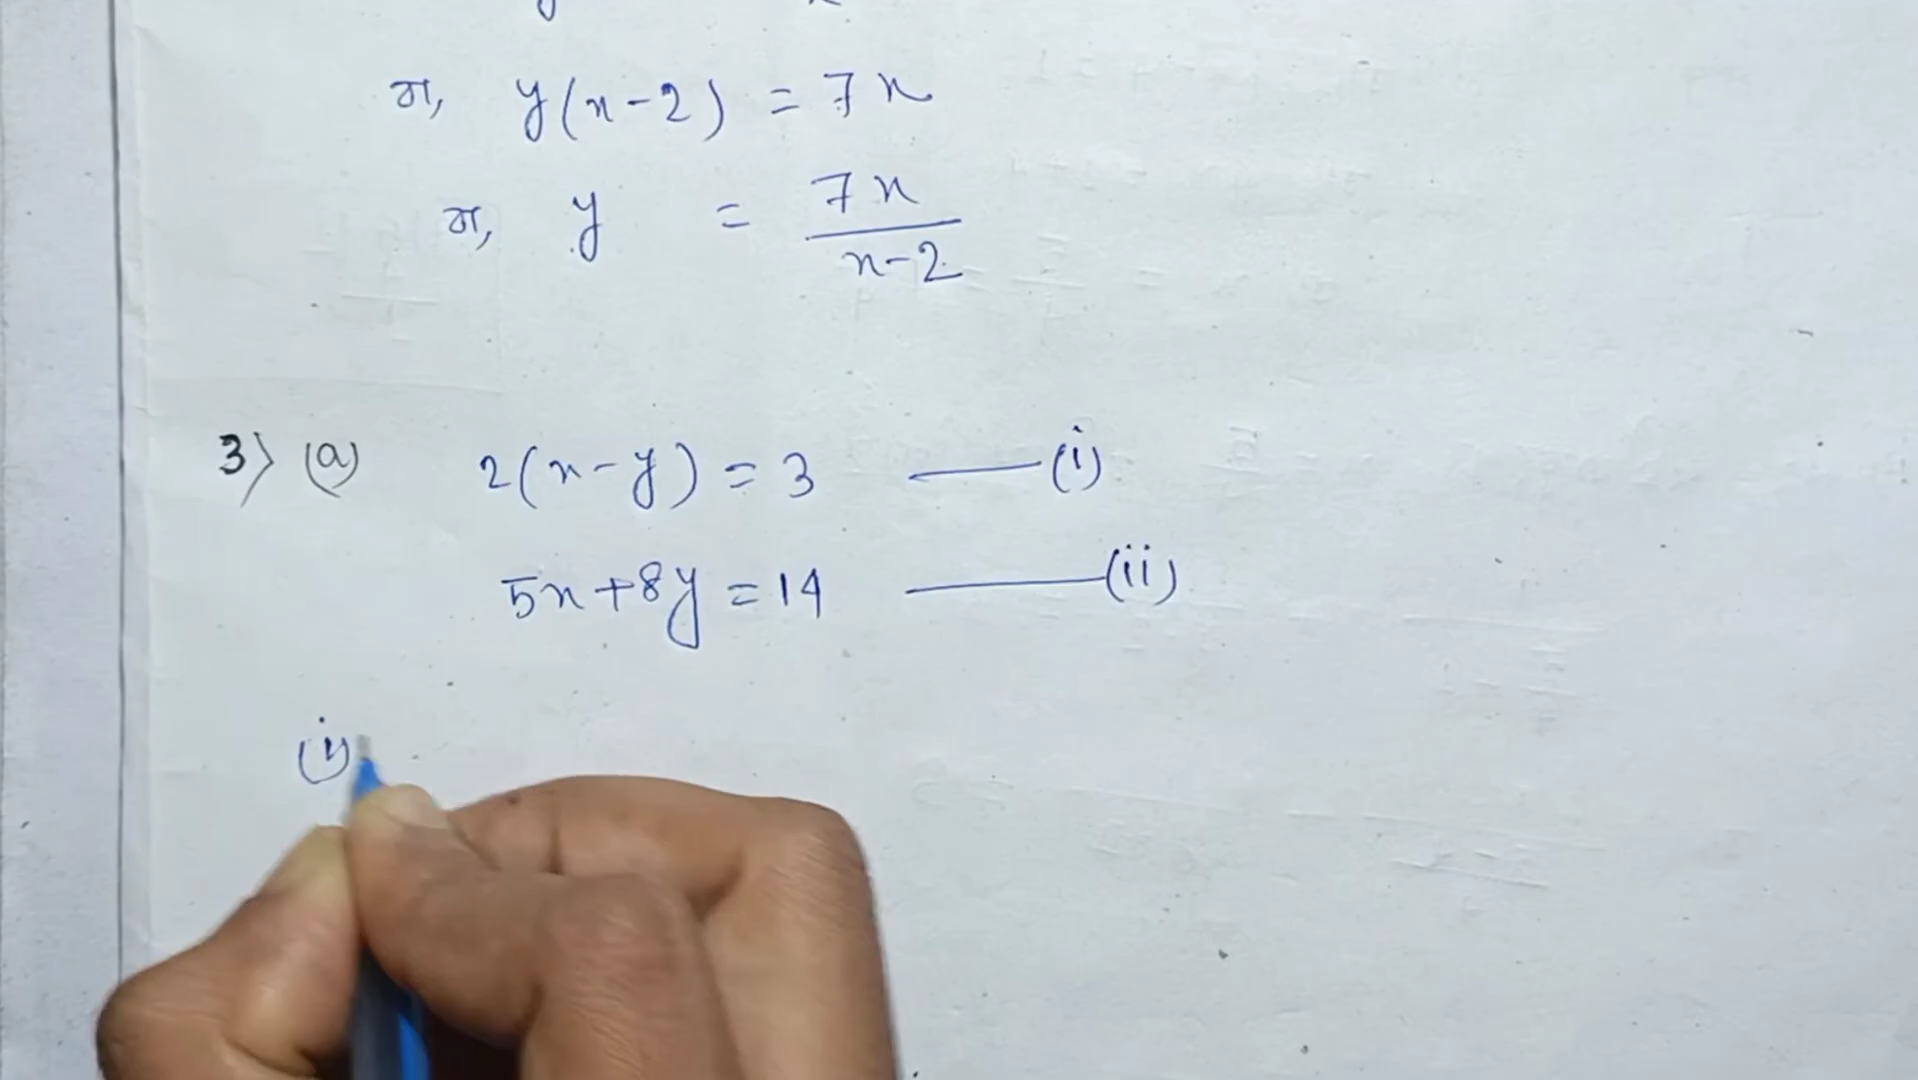 বা, y(x-2) = 7x
বা, y = 7x/x-2
3) (a) 2(x-y) = 3 —— (i)
5x+8y = 14 —— (ii)
(i)